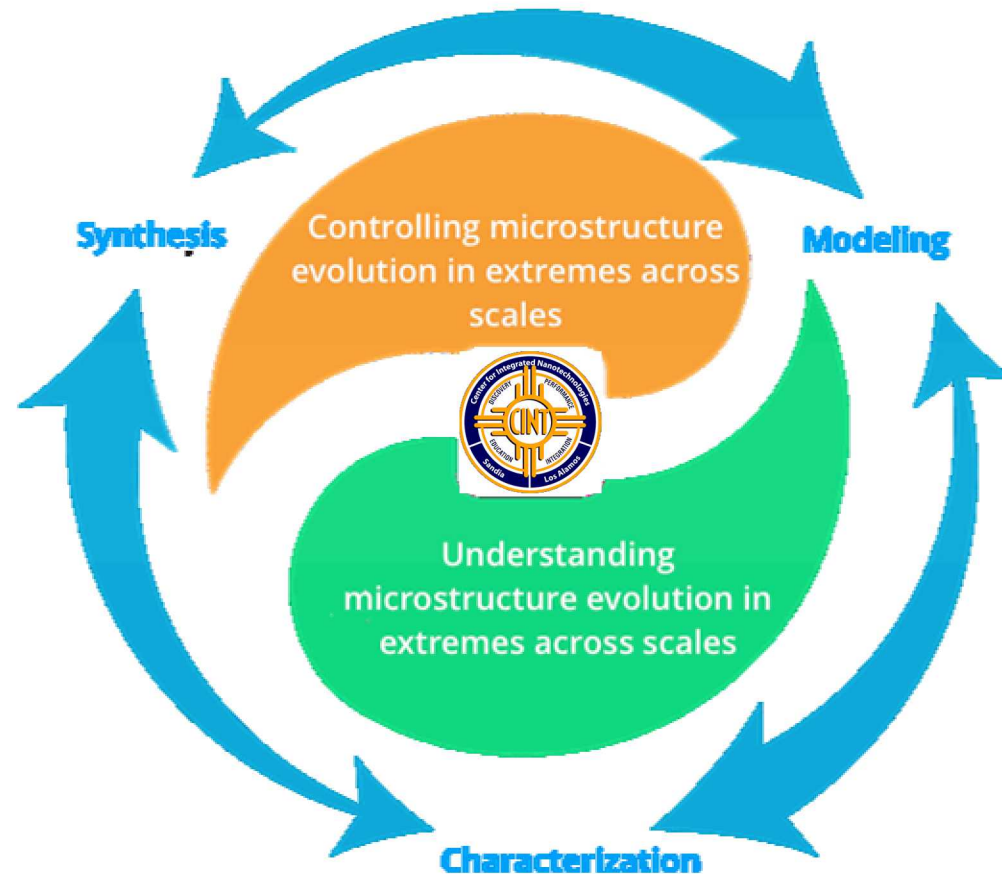 Synthesis
Modeling
Controlling microstructure
evolution in extremes across
scales
Center for Integrated Nanotechnologies
DISCOVERY
PERFORMANCE
CINT
EDUCATION
INTEGRATION
Sandia
Los Alamos
Understanding
microstructure evolution in
extremes across scales
Characterization